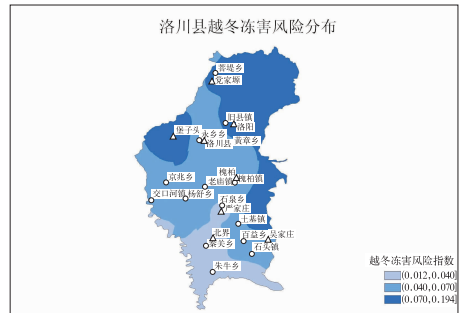 洛川县越冬冻害风险分布
菩堤乡
党家塬
旧县镇
洛阳
堡子头
永乡乡
洛川县
黄章乡
槐柏
槐柏镇
京兆乡
老庙镇
交口河镇
杨舒乡
石泉乡
严家庄
土基镇
北界
秦关乡
百益乡
吴家庄
石头镇
朱牛乡
越冬冻害风险指数
(0.012, 0.040]
(0.040, 0.070]
(0.070, 0.194]